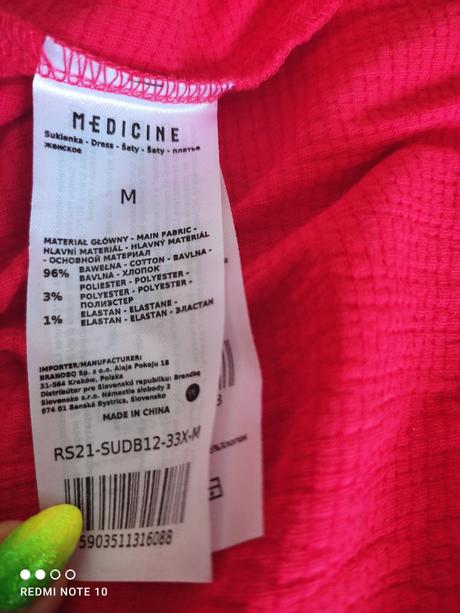 MEDICINE
Sukienka - Dress - Šaty - Šaty - платье
женское
M
MATERIAŁ GŁÓWNY - MAIN FABRIC -
HLAVNÍ MATERIÁL - HLAVNÝ MATERIÁL
- ОСНОВНОЙ МАТЕРИАЛ
96% BAWEŁNA - COTTON - BAVLNA -
BAVLNA - ХЛОПОК
3% POLIESTER - POLYESTER -
POLYESTER - POLYESTER -
ПОЛИЭСТЕР
1% ELASTAN - ELASTANE -
ELASTAN - ELASTAN - ЭЛАСТАН
IMPORTER/MANUFACTURER:
BRANDBQ Sp. z o.o. Aleja Pokoju 18
31-564 Kraków, Polska
Distribútor pre Slovenskú republiku: Brandbq
Slovensko s.r.o. Námestie slobody 2
974 01 Banská Bystrica, Slovensko
MADE IN CHINA
RS21-SUDB12-33X-M
5903511316088
REDMI NOTE 10